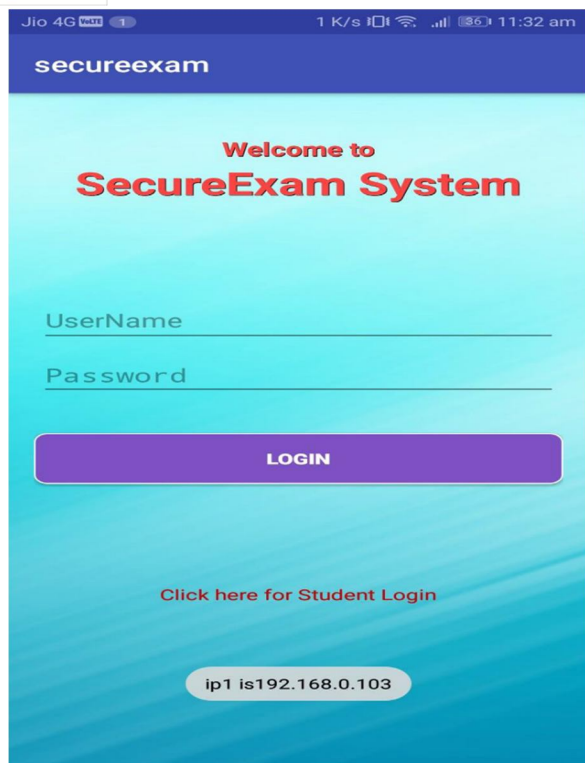 Jio 4G VoLTE 1 1 K/s 36 11:32 am
secureexam
Welcome to
SecureExam System
UserName
Password
LOGIN
Click here for Student Login
ip1 is192.168.0.103